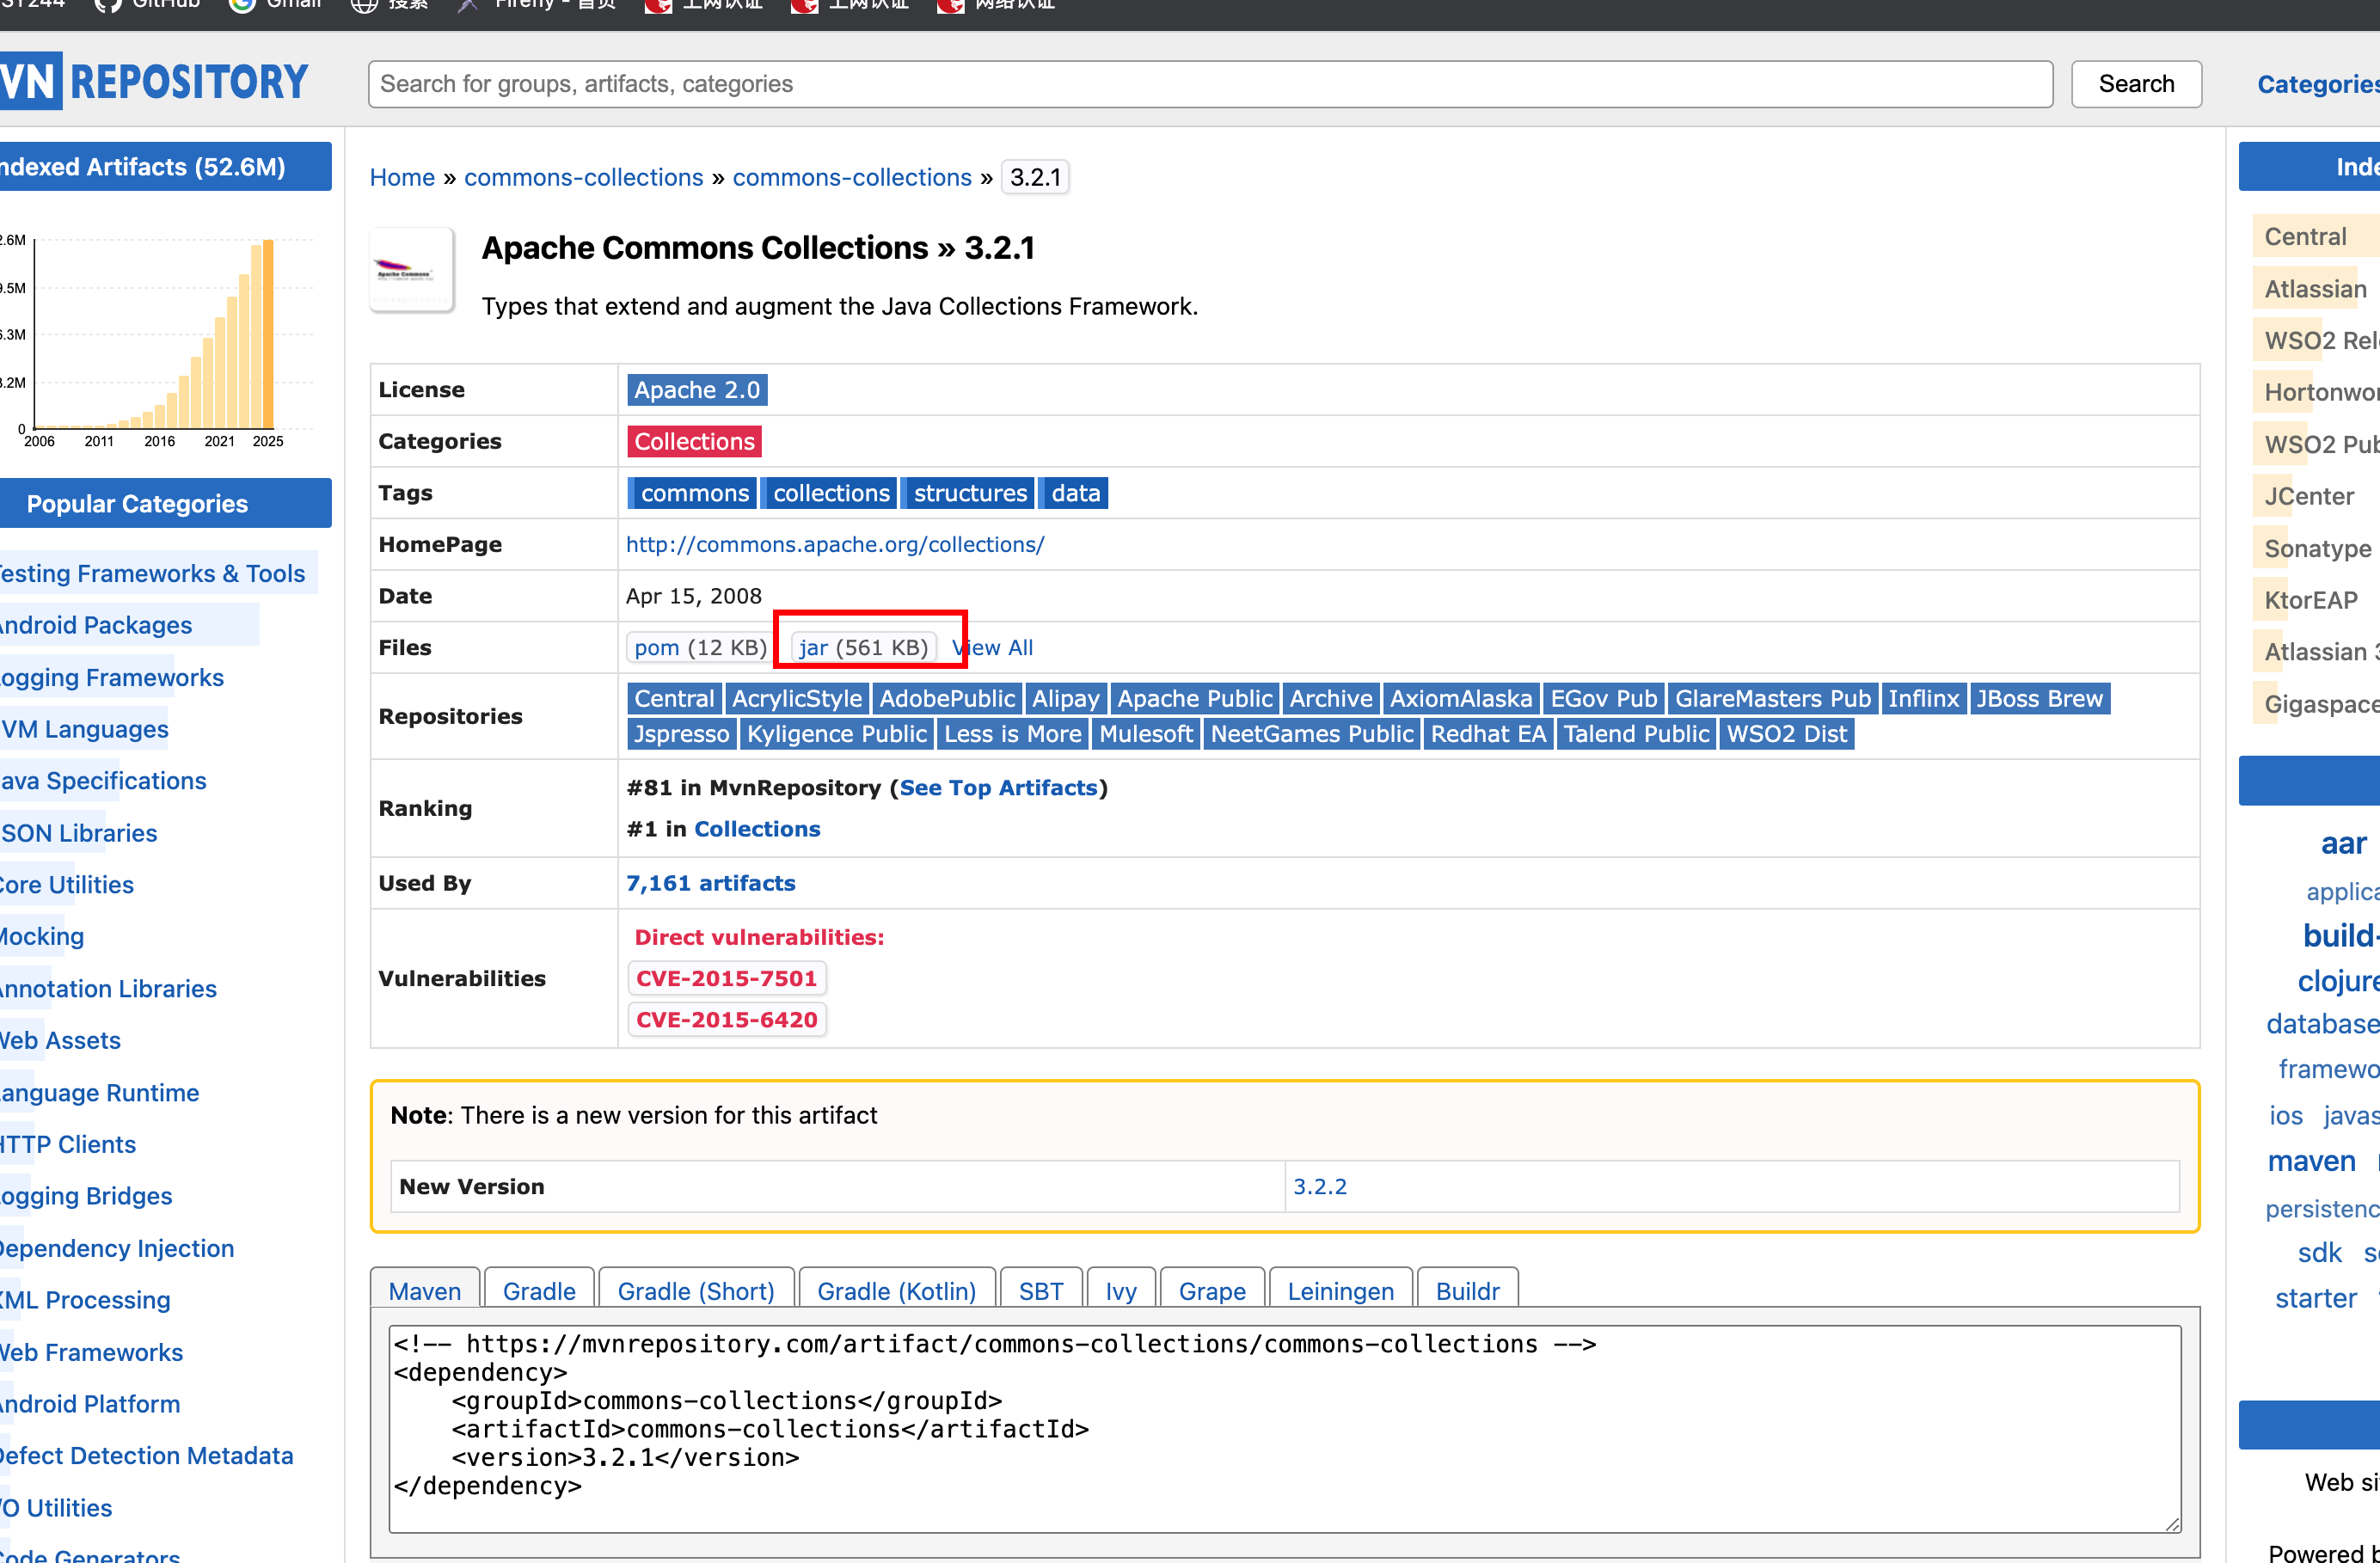 GitHub Gmail 搜索 Firefly - 首页 上网认证 上网认证 网络认证
VN REPOSITORY
Search for groups, artifacts, categories
Search
Categories
ndexed Artifacts (52.6M)
2.6M
9.5M
6.3M
3.2M
0
2006 2011 2016 2021 2025
Popular Categories
esting Frameworks & Tools
ndroid Packages
ogging Frameworks
VM Languages
ava Specifications
SON Libraries
Core Utilities
Mocking
Annotation Libraries
Web Assets
anguage Runtime
HTTP Clients
ogging Bridges
Dependency Injection
XML Processing
Web Frameworks
Android Platform
Defect Detection Metadata
/O Utilities
Code Generators
Home » commons-collections » commons-collections » 3.2.1
Apache Commons
Apache Commons Collections » 3.2.1
Types that extend and augment the Java Collections Framework.
License Apache 2.0
Categories Collections
Tags commons collections structures data
HomePage http://commons.apache.org/collections/
Date Apr 15, 2008
Files pom (12 KB) jar (561 KB) View All
Repositories Central AcrylicStyle AdobePublic Alipay Apache Public Archive AxiomAlaska EGov Pub GlareMasters Pub Inflinx JBoss Brew
Jspresso Kyligence Public Less is More Mulesoft NeetGames Public Redhat EA Talend Public WSO2 Dist
Ranking #81 in MvnRepository (See Top Artifacts)
#1 in Collections
Used By 7,161 artifacts
Vulnerabilities Direct vulnerabilities:
CVE-2015-7501
CVE-2015-6420
Note: There is a new version for this artifact
New Version 3.2.2
Maven Gradle Gradle (Short) Gradle (Kotlin) SBT Ivy Grape Leiningen Buildr
<!-- https://mvnrepository.com/artifact/commons-collections/commons-collections -->
<dependency>
    <groupId>commons-collections</groupId>
    <artifactId>commons-collections</artifactId>
    <version>3.2.1</version>
</dependency>
Inde
Central
Atlassian
WSO2 Rel
Hortonwor
WSO2 Pub
JCenter
Sonatype
KtorEAP
Atlassian 3
Gigaspace
aar
applica
build-
clojure
database
framewo
ios javas
maven
persistenc
sdk
starter
Web si
Powered b